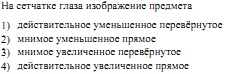 На сетчатке глаза изображение предмета
1) действительное уменьшенное перевёрнутое
2) мнимое уменьшенное прямое
3) мнимое увеличенное перевёрнутое
4) действительное увеличенное прямое